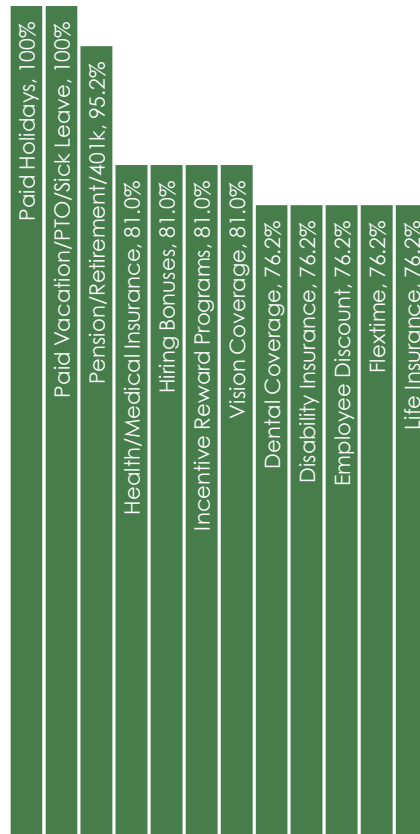 Paid Holidays, 100%
Paid Vacation/PTO/Sick Leave, 100%
Pension/Retirement/401k, 95.2%
Health/Medical Insurance, 81.0%
Hiring Bonuses, 81.0%
Incentive Reward Programs, 81.0%
Vision Coverage, 81.0%
Dental Coverage, 76.2%
Disability Insurance, 76.2%
Employee Discount, 76.2%
Flextime, 76.2%
Life Insurance, 76.2%